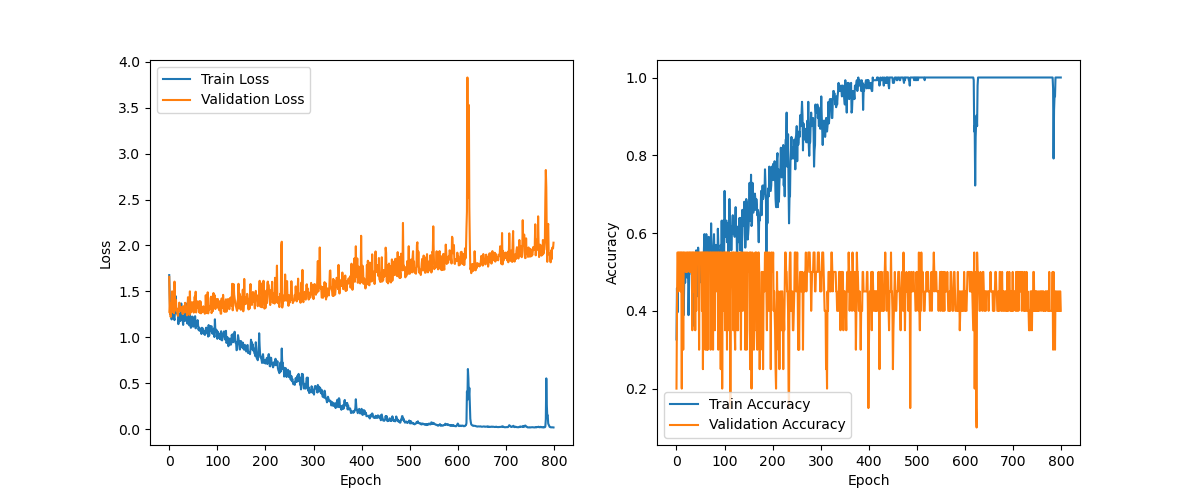 4.0
3.5
3.0
2.5
2.0
1.5
1.0
0.5
0.0
Loss
Train Loss
Validation Loss
0 100 200 300 400 500 600 700 800
Epoch
1.0
0.8
0.6
0.4
0.2
Accuracy
Train Accuracy
Validation Accuracy
0 100 200 300 400 500 600 700 800
Epoch